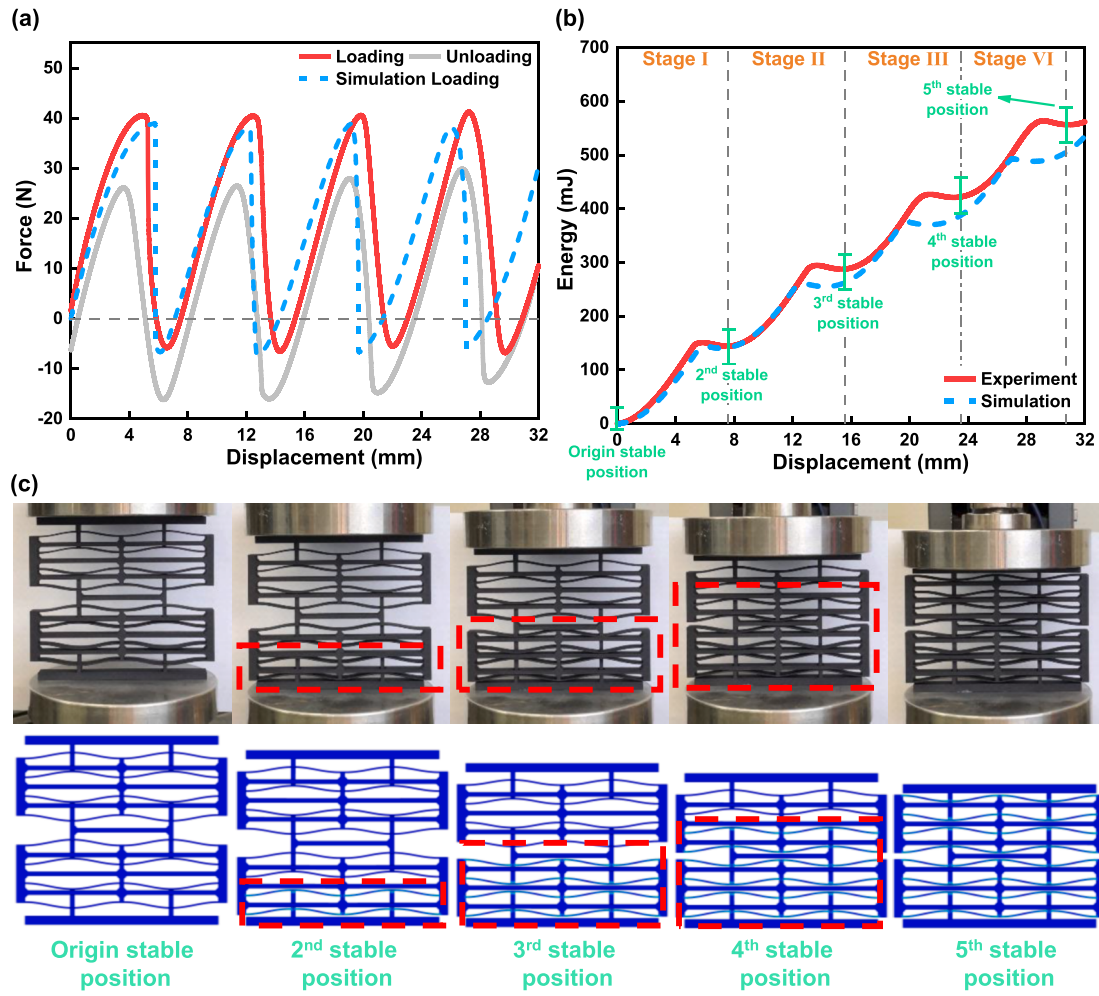 (a)
Force (N)
50
40
30
20
10
0
-10
-20
Loading
Unloading
Simulation Loading
0
4
8
12
16
20
24
28
32
Displacement (mm)
(b)
Energy (mJ)
700
600
500
400
300
200
100
0
Stage I
Stage II
Stage III
Stage VI
5th stable
position
4th stable
position
3rd stable
position
2nd stable
position
Origin stable
position
Experiment
Simulation
0
4
8
12
16
20
24
28
32
Displacement (mm)
(c)
Origin stable
position
2nd stable
position
3rd stable
position
4th stable
position
5th stable
position